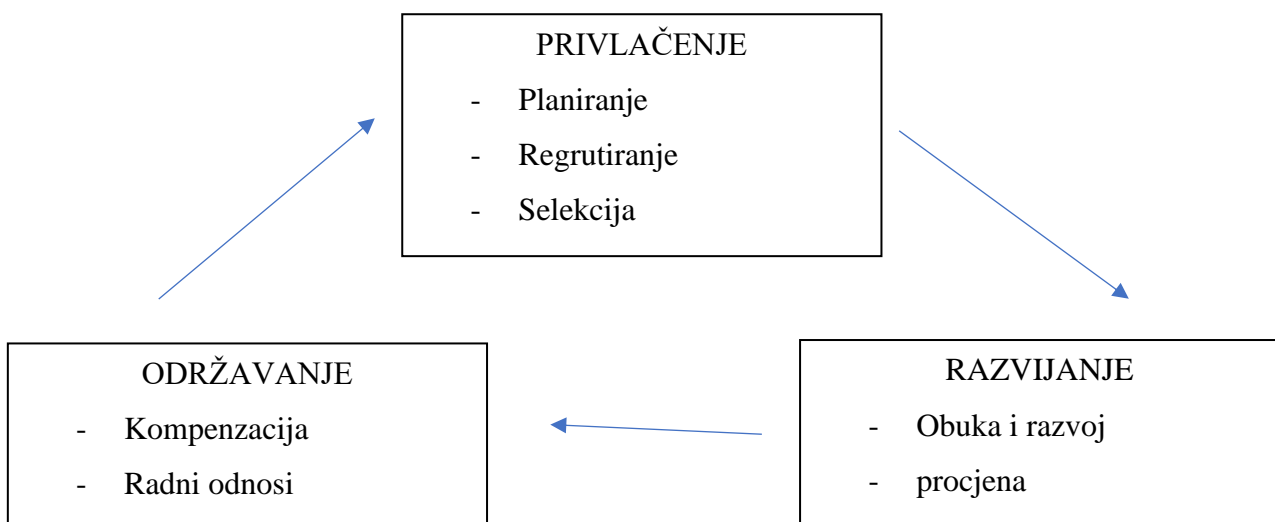 PRIVLAČENJE
- Planiranje
- Regrutiranje
- Selekcija
ODRŽAVANJE
- Kompenzacija
- Radni odnosi
RAZVIJANJE
- Obuka i razvoj
- procjena